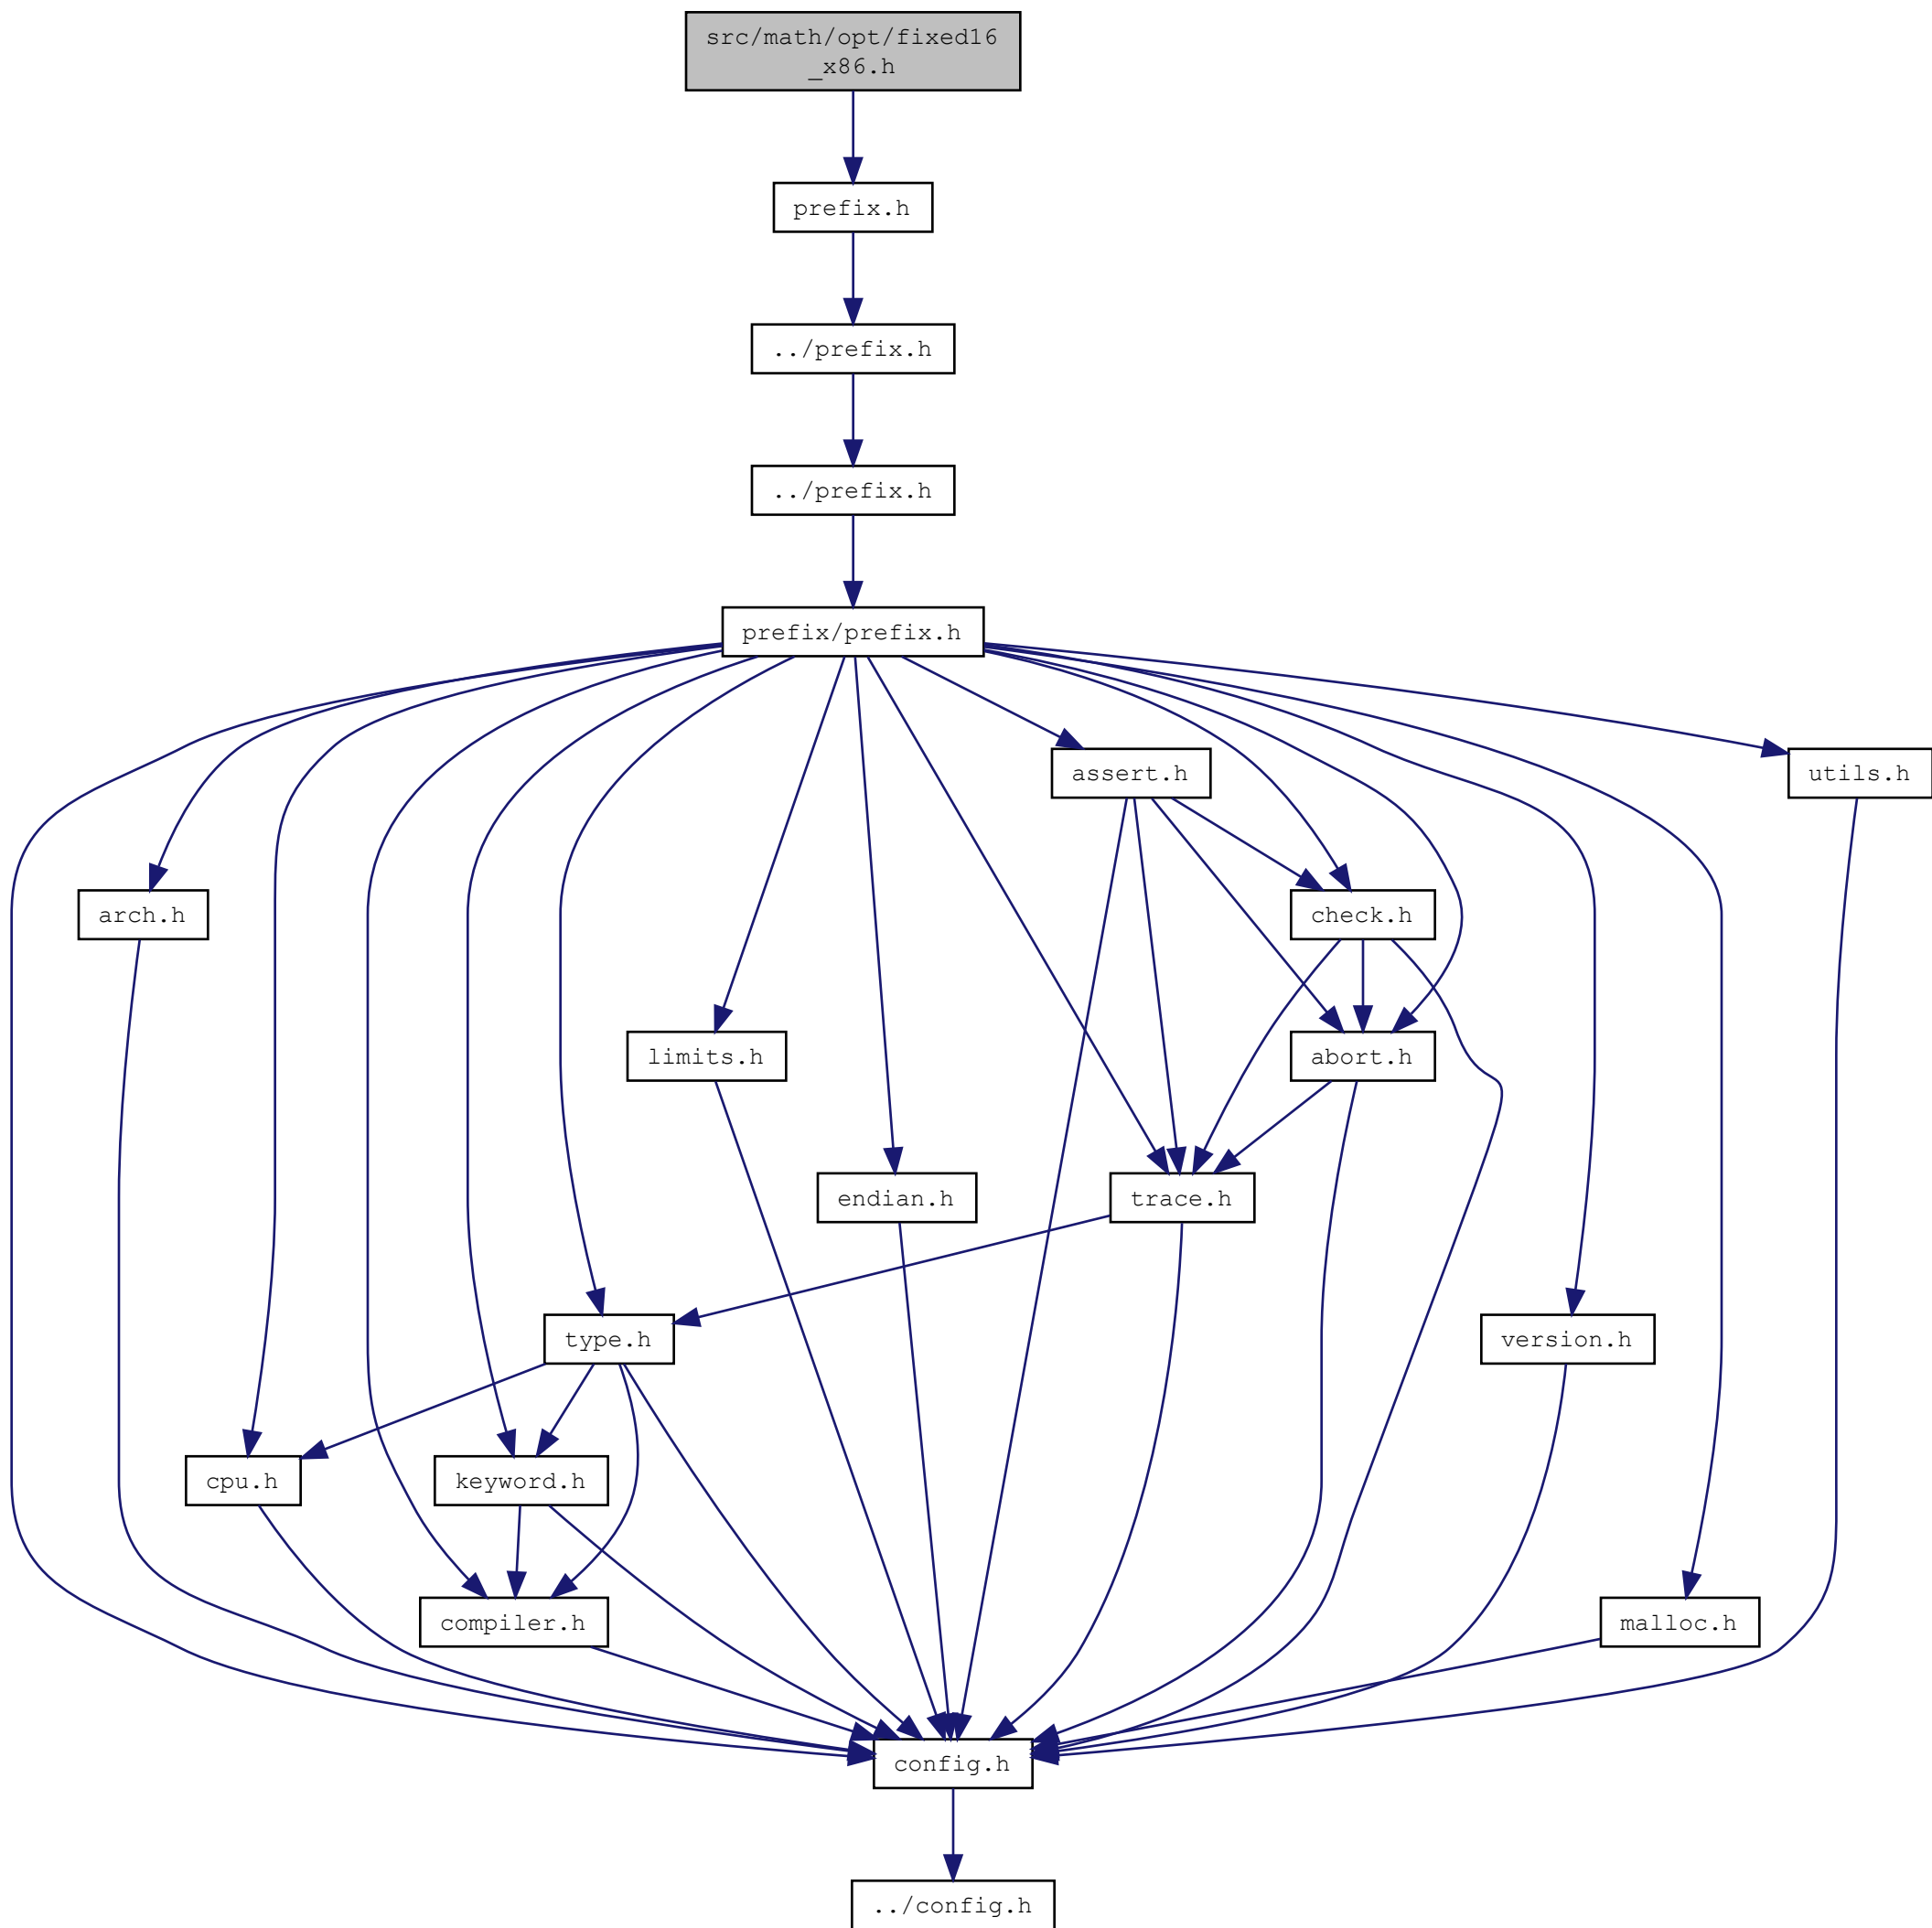 src/math/opt/fixed16
_x86.h
prefix.h
../prefix.h
../prefix.h
prefix/prefix.h
assert.h
utils.h
arch.h
check.h
limits.h
abort.h
endian.h
trace.h
type.h
version.h
cpu.h
keyword.h
compiler.h
malloc.h
config.h
../config.h